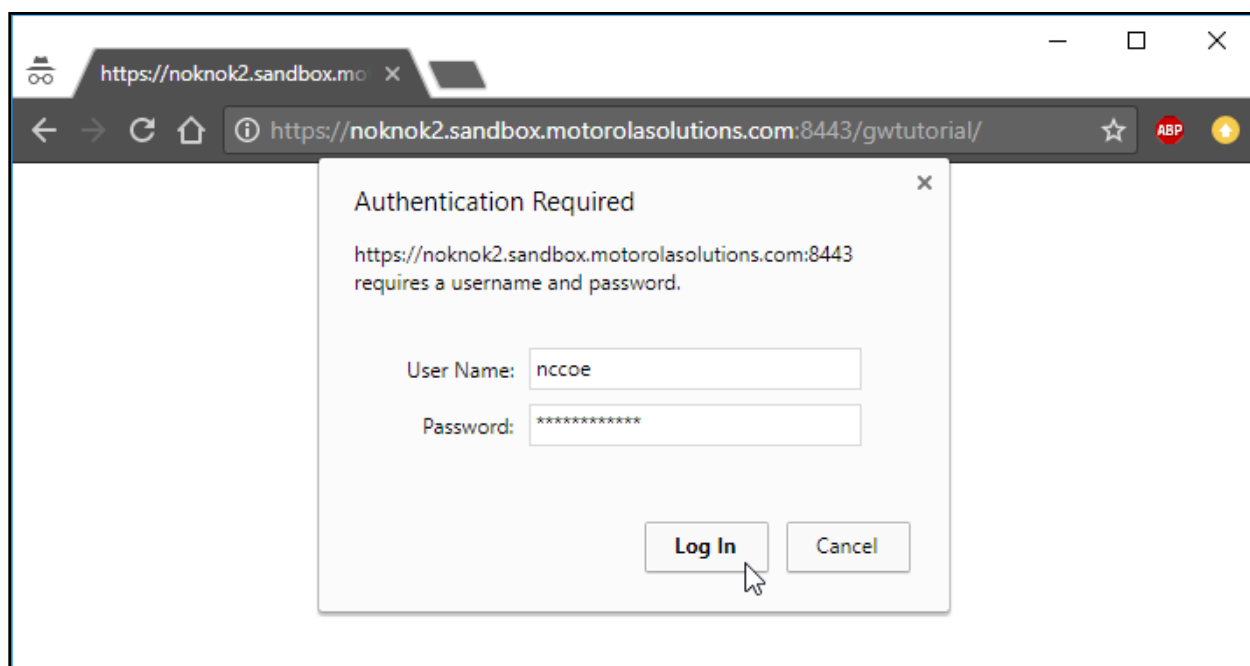 https://noknok2.sandbox.mo
https://noknok2.sandbox.motorolasolutions.com:8443/gwtutorial/
ABP
Authentication Required
https://noknok2.sandbox.motorolasolutions.com:8443
requires a username and password.
User Name: nccoe
Password: ************
Log In Cancel